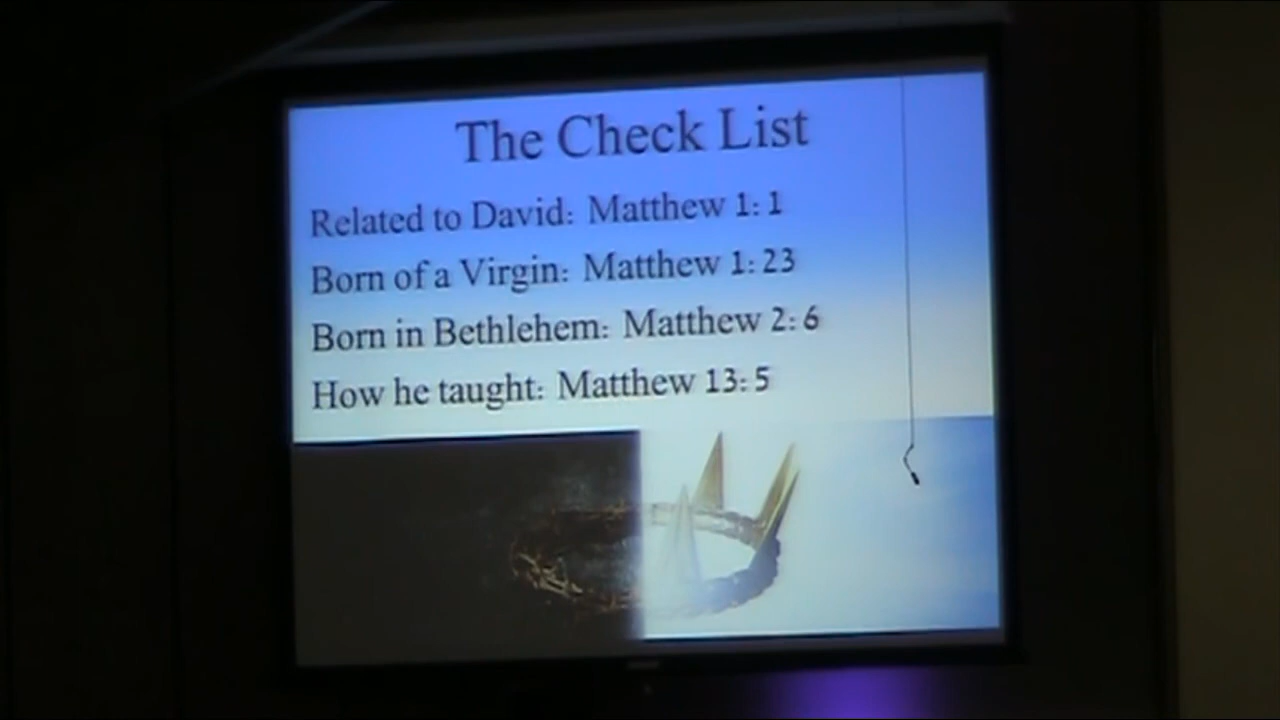 The Check List
Related to David: Matthew 1:1
Born of a Virgin: Matthew 1:23
Born in Bethlehem: Matthew 2:6
How he taught: Matthew 13:5